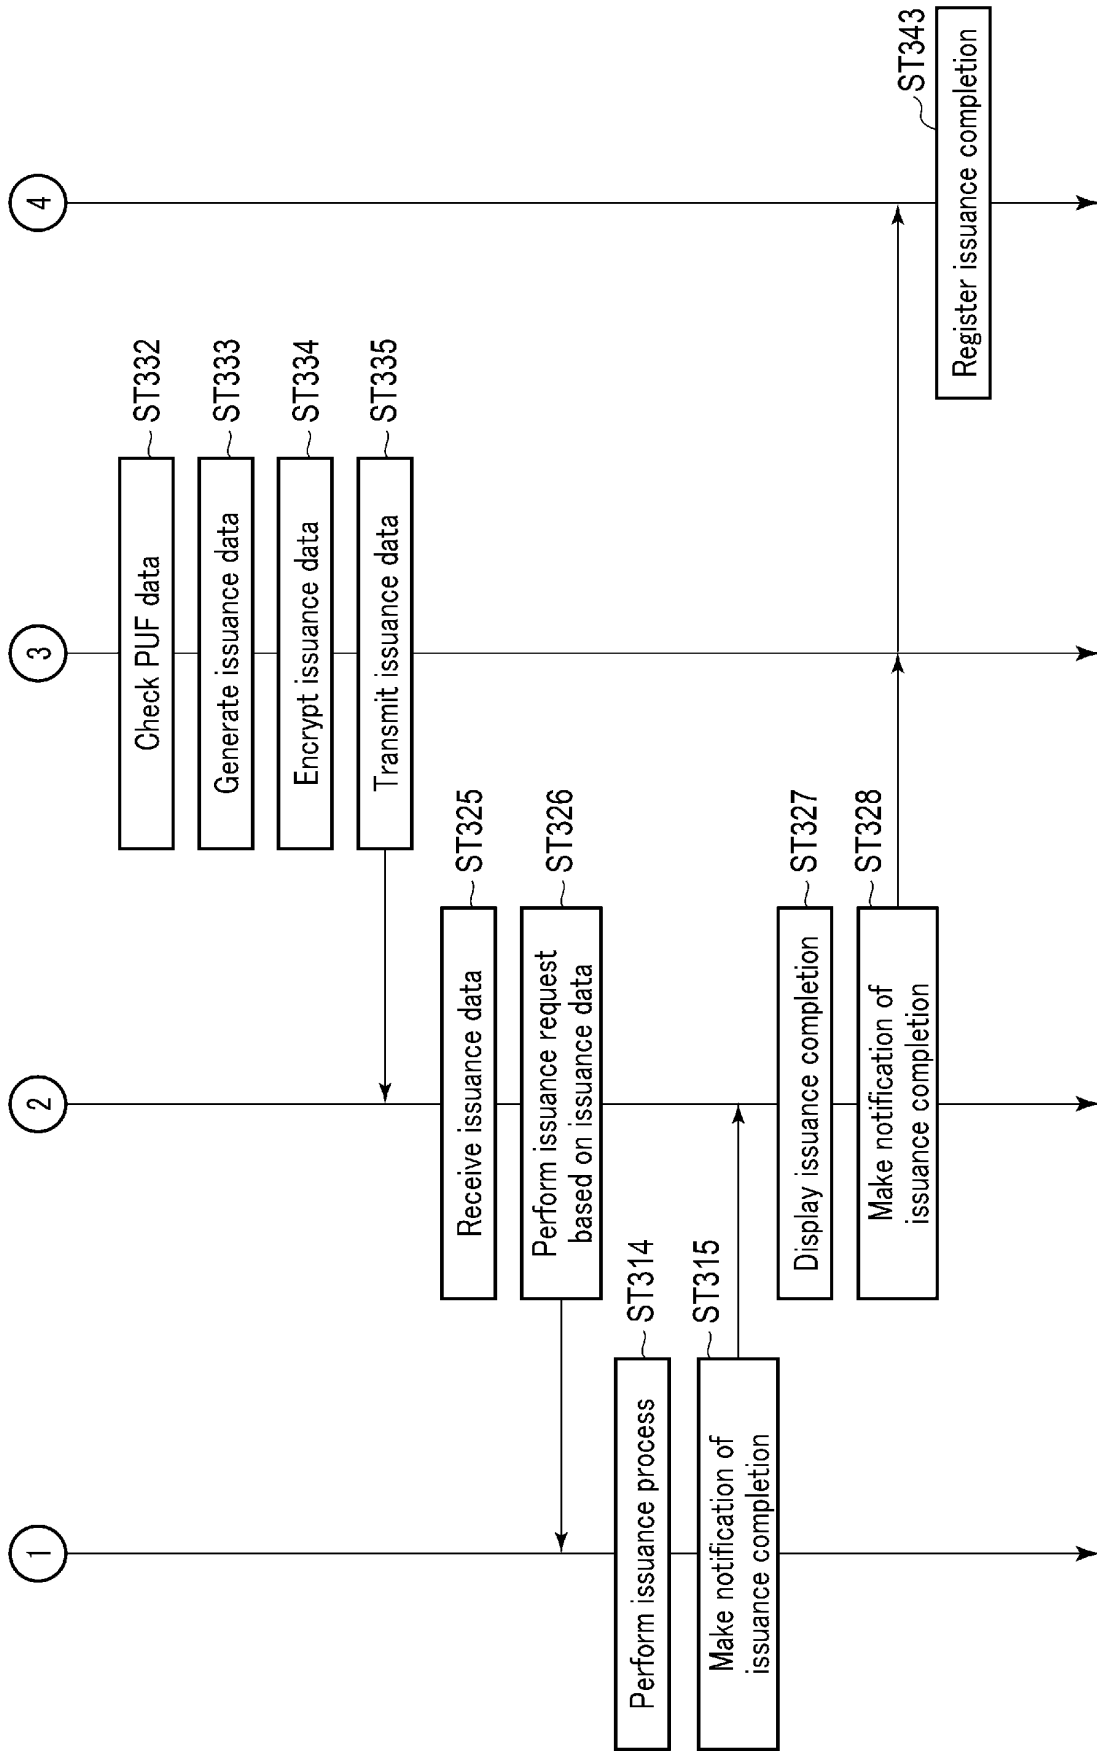 1
2
3
4
Check PUF data
ST332
Generate issuance data
ST333
Encrypt issuance data
ST334
Transmit issuance data
ST335
Receive issuance data
ST325
Perform issuance request
based on issuance data
ST326
Perform issuance process
ST314
Make notification of
issuance completion
ST315
Display issuance completion
ST327
Make notification of
issuance completion
ST328
Register issuance completion
ST343